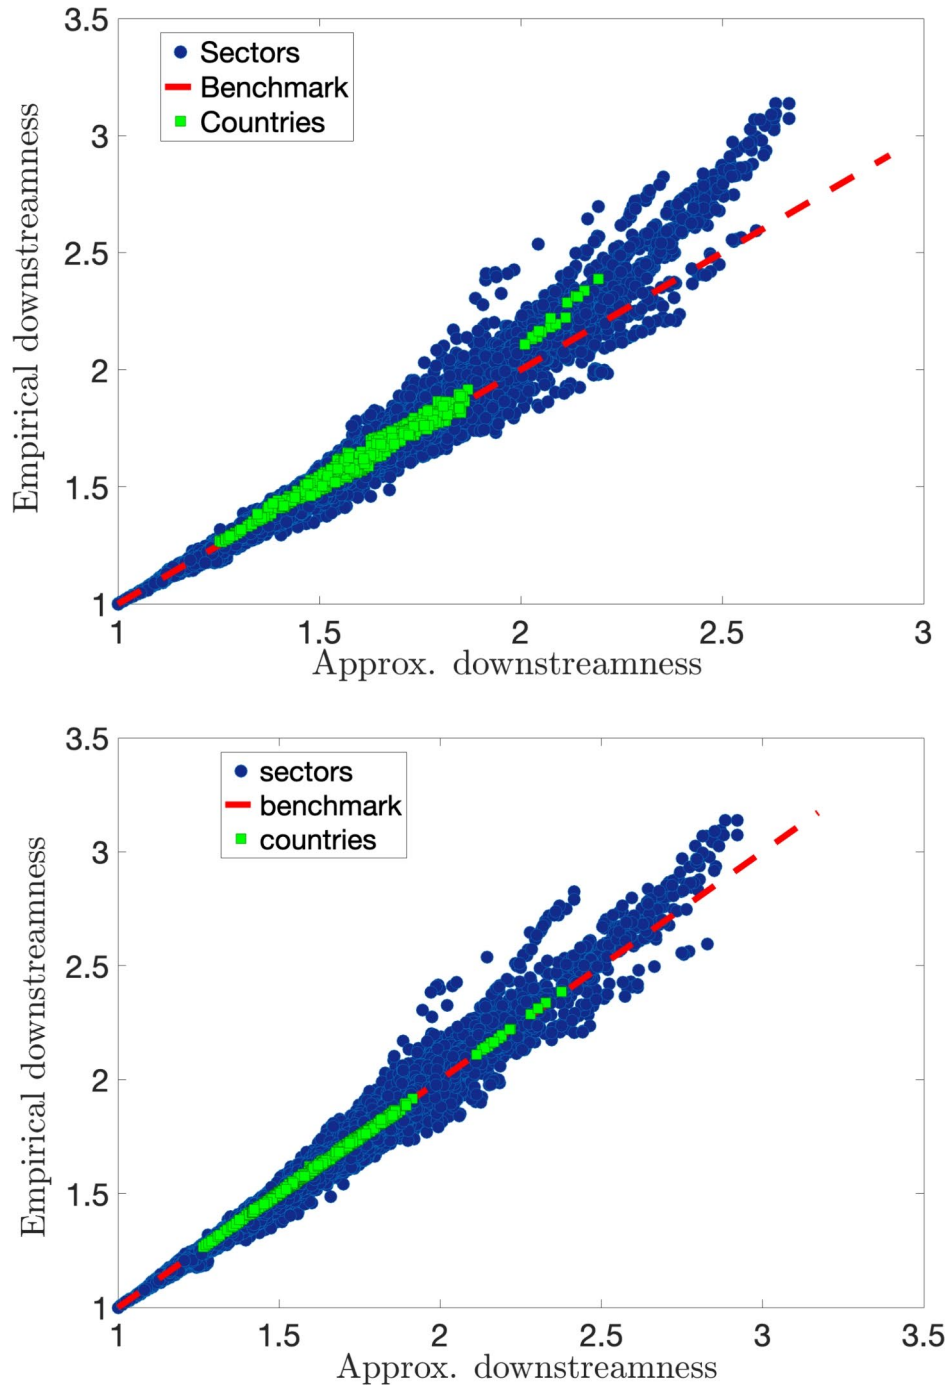 3.5
Sectors
Benchmark
Countries
3
2.5
2
1.5
1
Empirical downstreamness
1
1.5
2
2.5
3
Approx. downstreamness
3.5
sectors
benchmark
countries
3
2.5
2
1.5
1
Empirical downstreamness
1
1.5
2
2.5
3
3.5
Approx. downstreamness